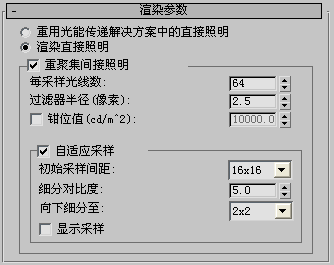 - 渲染参数
重用光能传递解决方案中的直接照明
渲染直接照明
重聚集间接照明
每采样光线数: 64
过滤器半径(像素): 2.5
钳位值(cd/m^2): 10000.0
自适应采样
初始采样间距: 16x16
细分对比度: 5.0
向下细分至: 2x2
显示采样